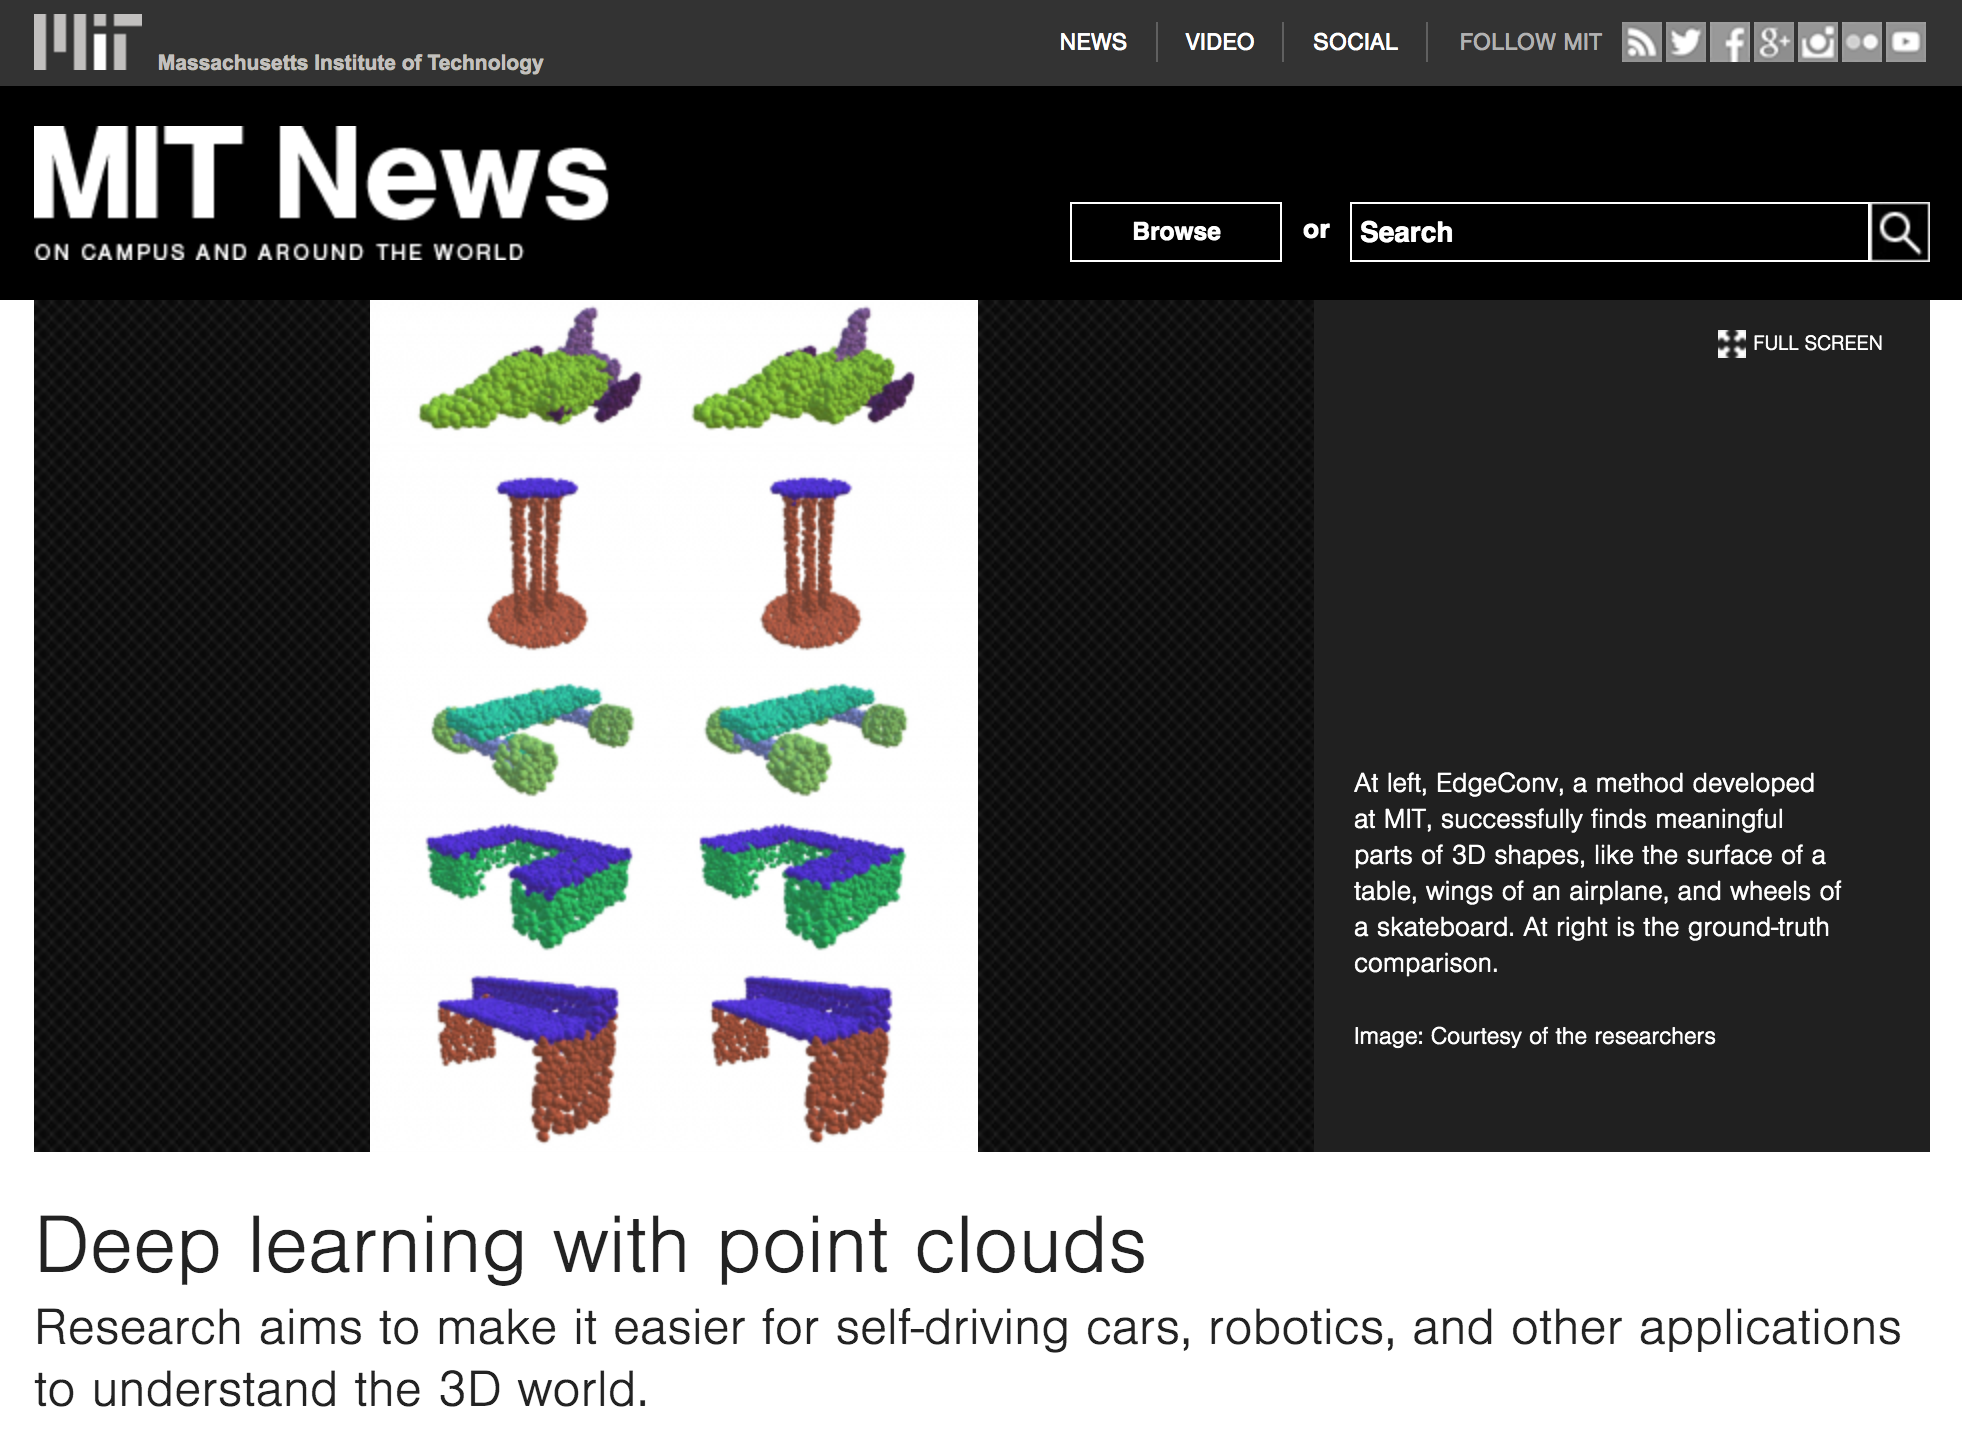 MIT Massachusetts Institute of Technology
NEWS VIDEO SOCIAL FOLLOW MIT
MIT News
ON CAMPUS AND AROUND THE WORLD
Browse or Search
FULL SCREEN
At left, EdgeConv, a method developed
at MIT, successfully finds meaningful
parts of 3D shapes, like the surface of a
table, wings of an airplane, and wheels of
a skateboard. At right is the ground-truth
comparison.
Image: Courtesy of the researchers
Deep learning with point clouds
Research aims to make it easier for self-driving cars, robotics, and other applications
to understand the 3D world.